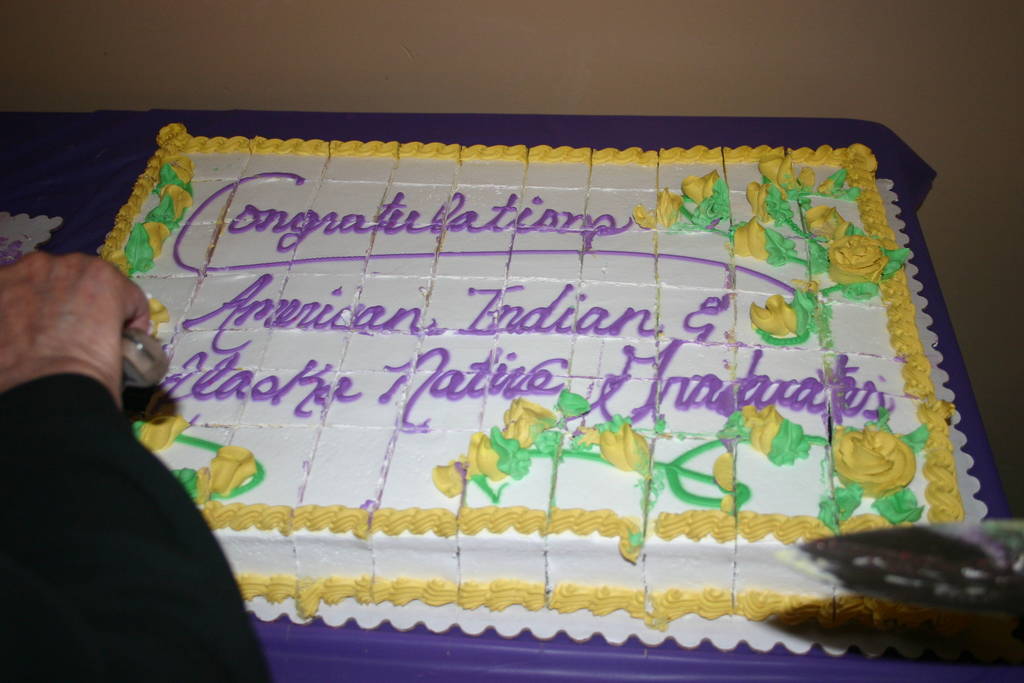 Congratulations
American Indian &
Alaska Native Graduates